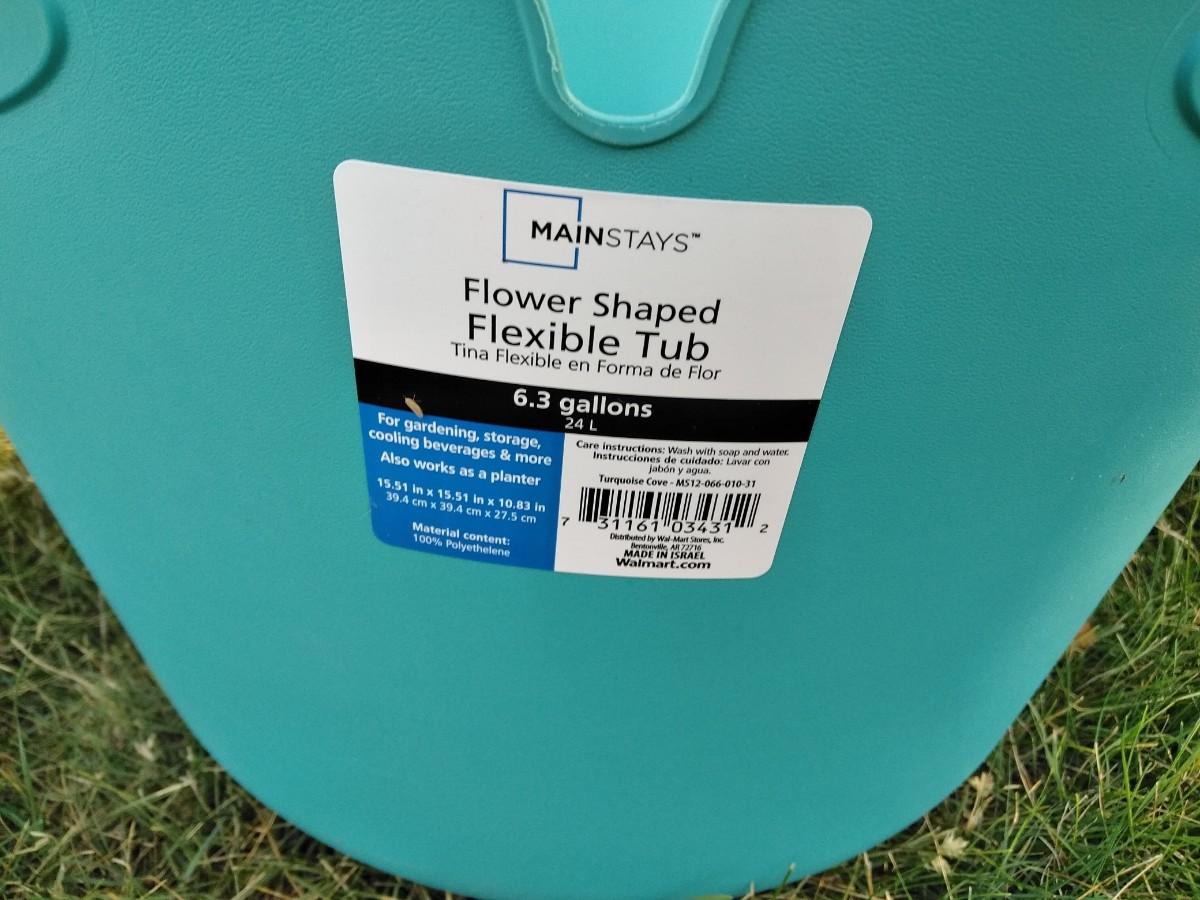 MAINSTAYS™
Flower Shaped
Flexible Tub
Tina Flexible en Forma de Flor
6.3 gallons
24 L
For gardening, storage,
cooling beverages & more
Also works as a planter
15.51 in x 15.51 in x 10.83 in
39.4 cm x 39.4 cm x 27.5 cm
Material content:
100% Polyethelene
Care instructions: Wash with soap and water.
Instrucciones de cuidado: Lavar con
jabón y agua.
Turquoise Cove - MS12-066-010-31
7 31161 03431 2
Distributed by Wal-Mart Stores, Inc.
Bentonville, AR 72716
MADE IN ISRAEL
Walmart.com